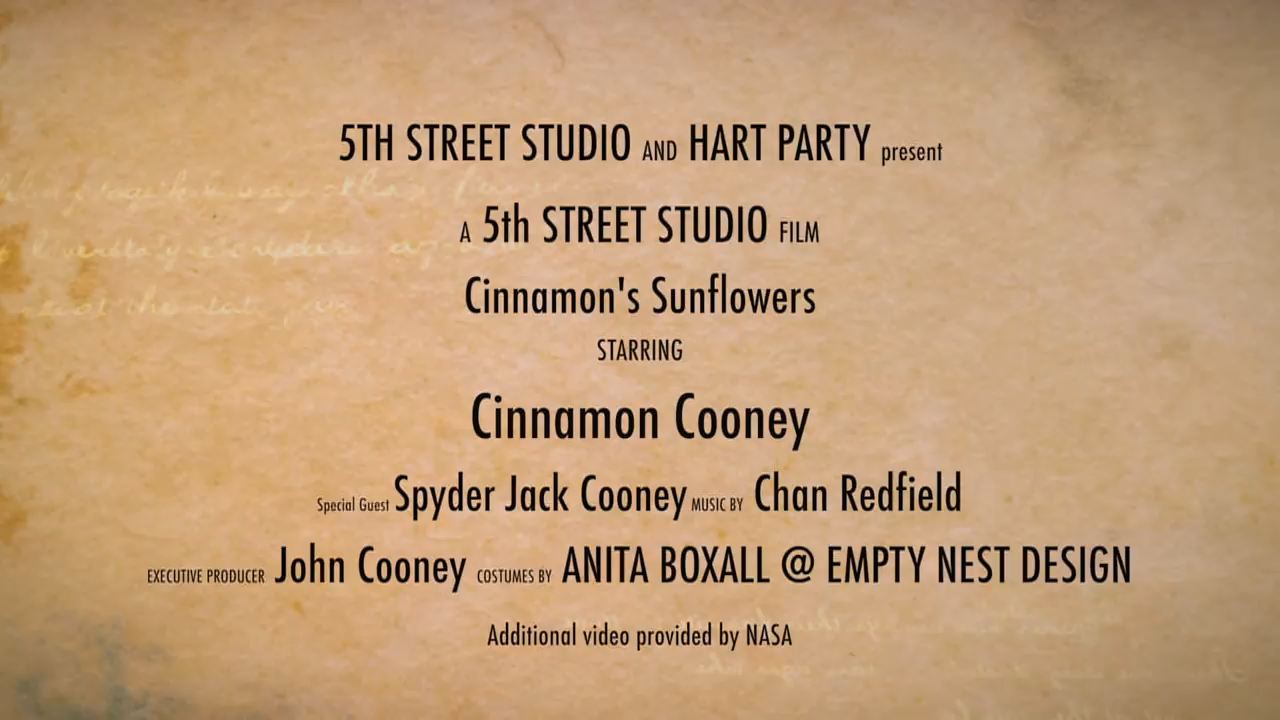 5TH STREET STUDIO AND HART PARTY present
A 5th STREET STUDIO FILM
Cinnamon's Sunflowers
STARRING
Cinnamon Cooney
Special Guest Spyder Jack Cooney MUSIC BY Chan Redfield
EXECUTIVE PRODUCER John Cooney COSTUMES BY ANITA BOXALL @ EMPTY NEST DESIGN
Additional video provided by NASA